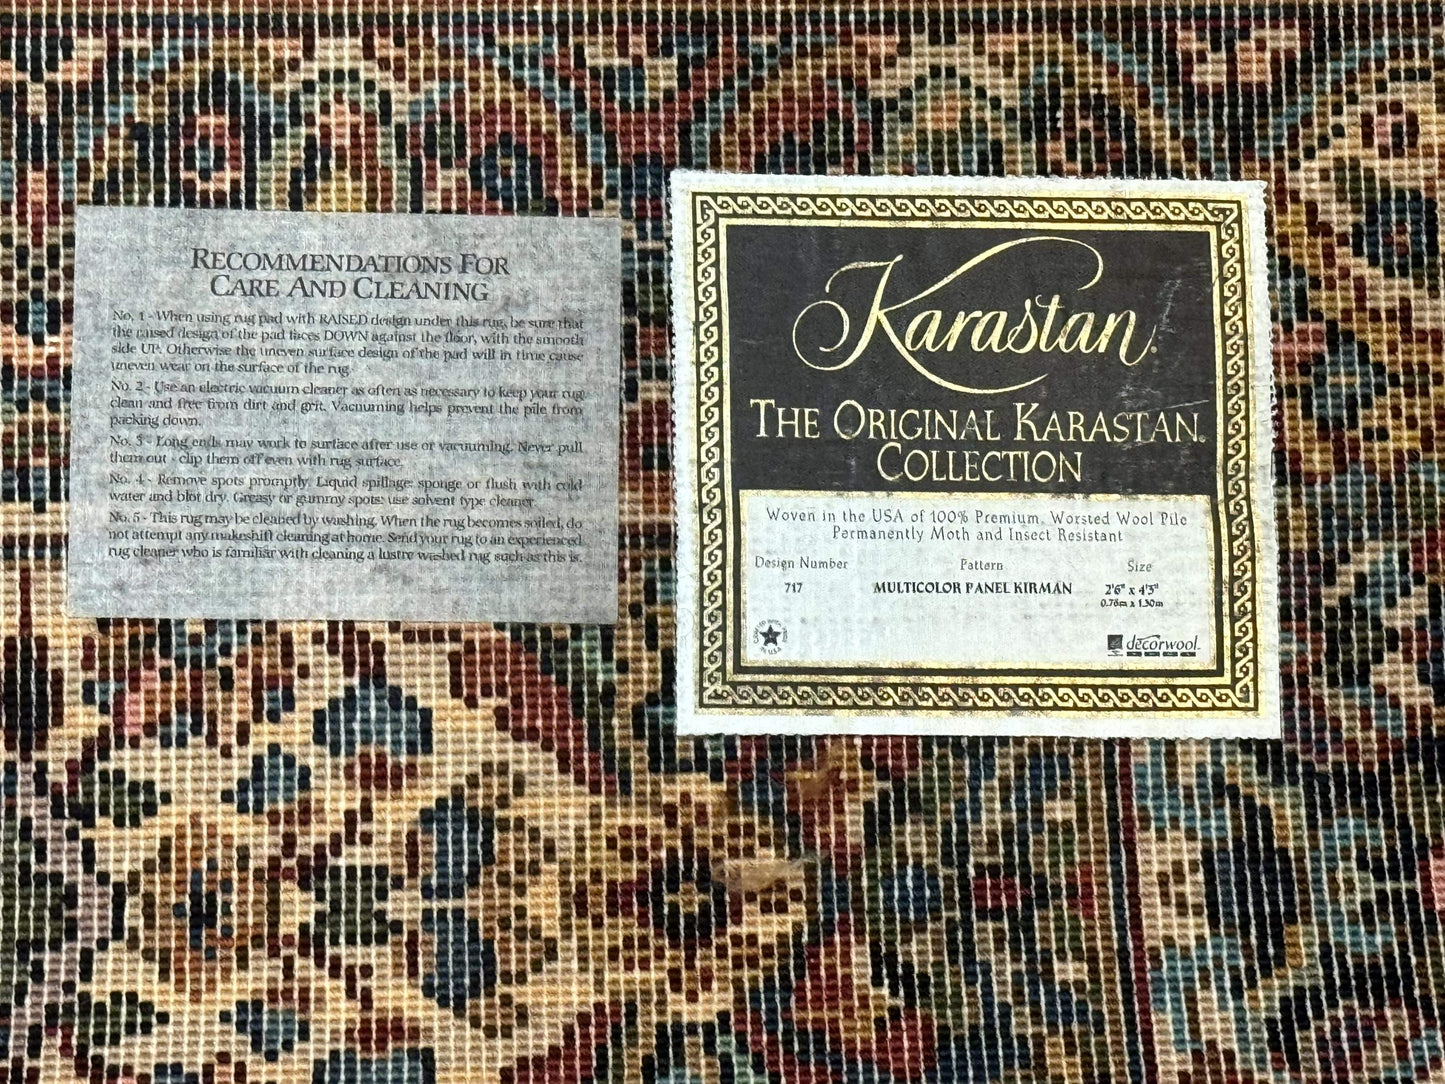 RECOMMENDATIONS FOR
CARE AND CLEANING
No. 1 - When using rug pad with RAISED design under this rug, be sure that
the raised design of the pad faces DOWN against the floor, with the smooth
side UP. Otherwise the uneven surface design of the pad will in time cause
uneven wear on the surface of the rug.
No. 2 - Use an electric vacuum cleaner as often as necessary to keep your rug
clean and free from dirt and grit. Vacuuming helps prevent the pile from
packing down.
No. 3 - Long ends may work to surface after use or vacuuming. Never pull
them out - clip them off even with rug surface.
No. 4 - Remove spots promptly. Liquid spillage: sponge or flush with cold
water and blot dry. Greasy or gummy spots: use solvent type cleaner.
No. 5 - This rug may be cleaned by washing. When the rug becomes soiled, do
not attempt any makeshift cleaning at home. Send your rug to an experienced
rug cleaner who is familiar with cleaning a lustre washed rug such as this is.
Karastan®
THE ORIGINAL KARASTAN®
COLLECTION
Woven in the USA of 100% Premium, Worsted Wool Pile
Permanently Moth and Insect Resistant
Design Number Pattern Size
717 MULTICOLOR PANEL KIRMAN 2'6" x 4'3"
0.76m x 1.30m
CRAFTED WITH PRIDE IN U.S.A.
decorwool